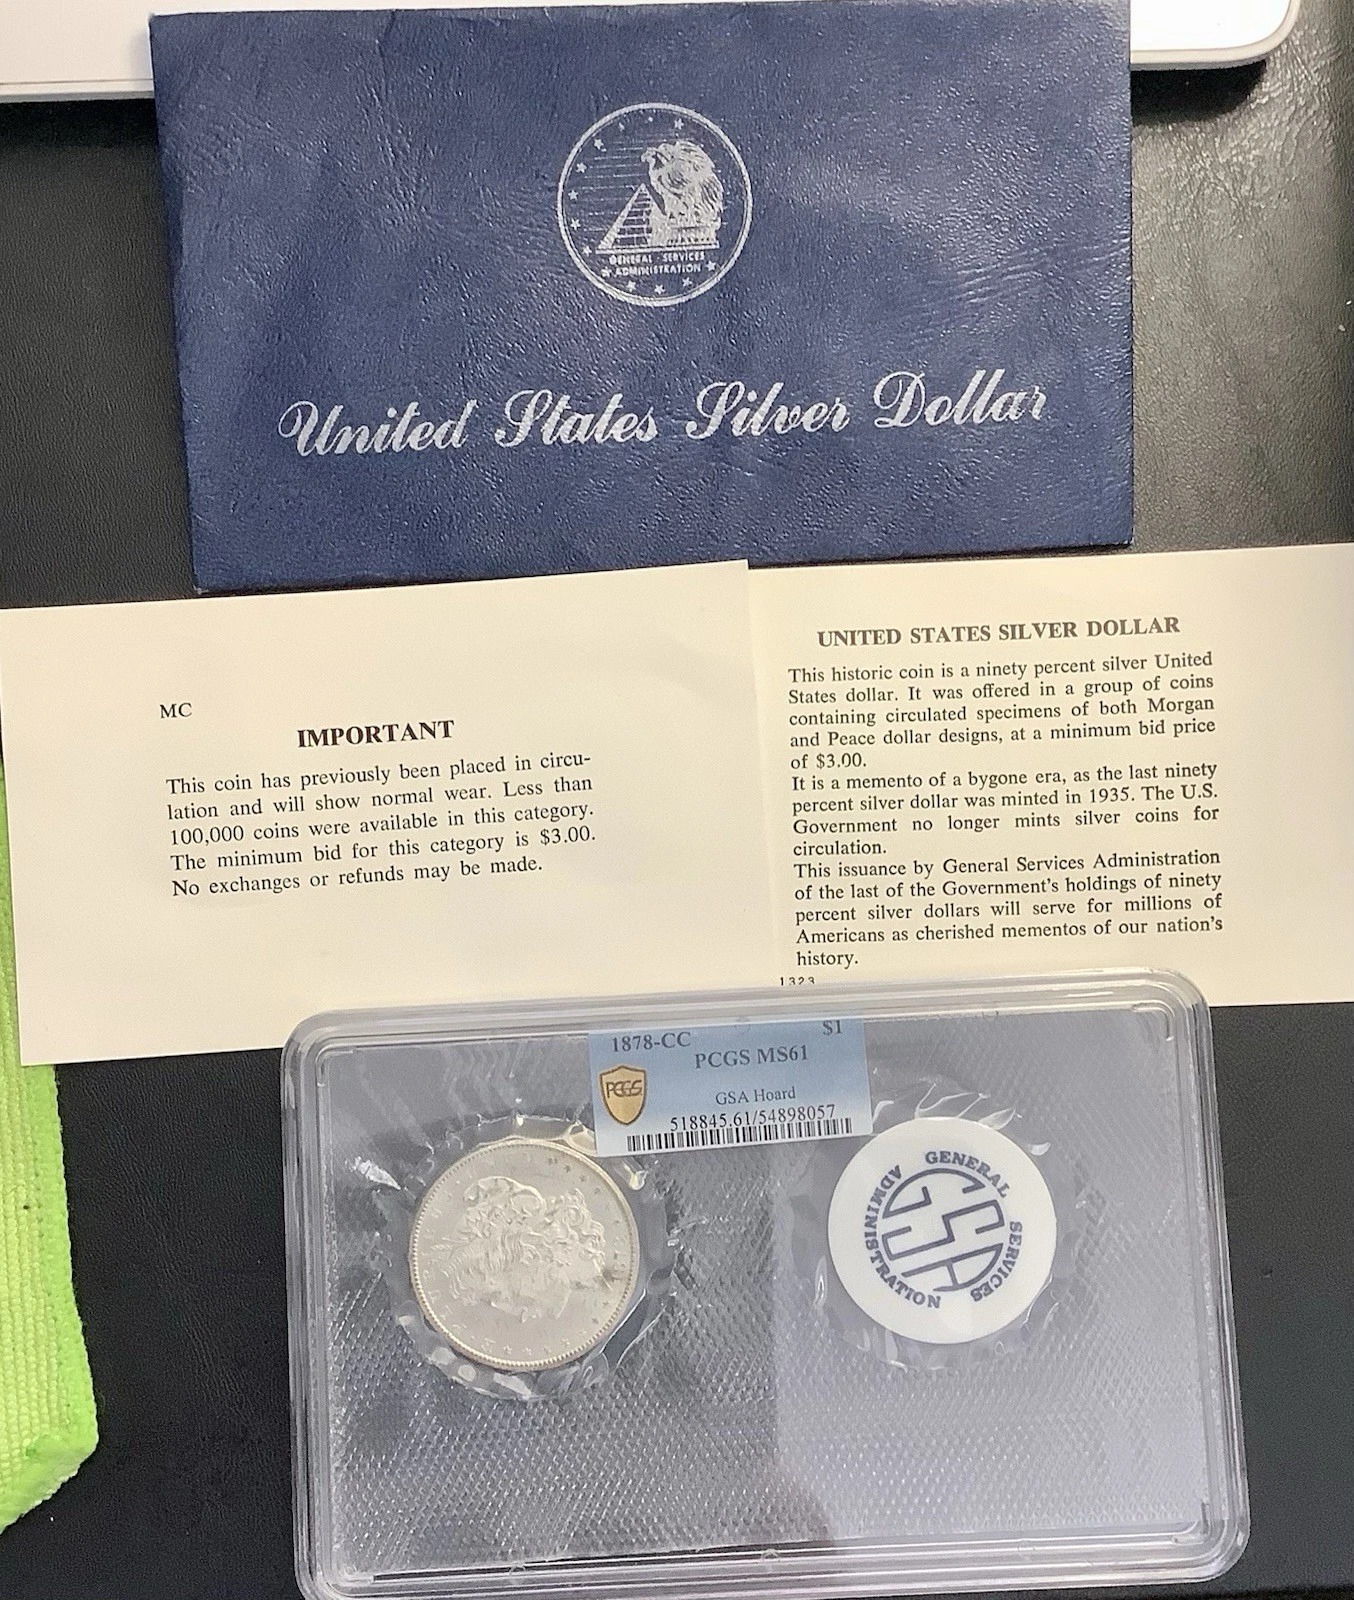 GENERAL SERVICES
ADMINISTRATION
United States Silver Dollar
MC
IMPORTANT
This coin has previously been placed in circu-
lation and will show normal wear. Less than
100,000 coins were available in this category.
The minimum bid for this category is $3.00.
No exchanges or refunds may be made.
UNITED STATES SILVER DOLLAR
This historic coin is a ninety percent silver United
States dollar. It was offered in a group of coins
containing circulated specimens of both Morgan
and Peace dollar designs, at a minimum bid price
of $3.00.
It is a memento of a bygone era, as the last ninety
percent silver dollar was minted in 1935. The U.S.
Government no longer mints silver coins for
circulation.
This issuance by General Services Administration
of the last of the Government's holdings of ninety
percent silver dollars will serve for millions of
Americans as cherished mementos of our nation's
history.
1323
1878-CC $1
PCGS MS61
PCGS
GSA Hoard
518845.61/54898057
GENERAL SERVICES ADMINISTRATION
GSA